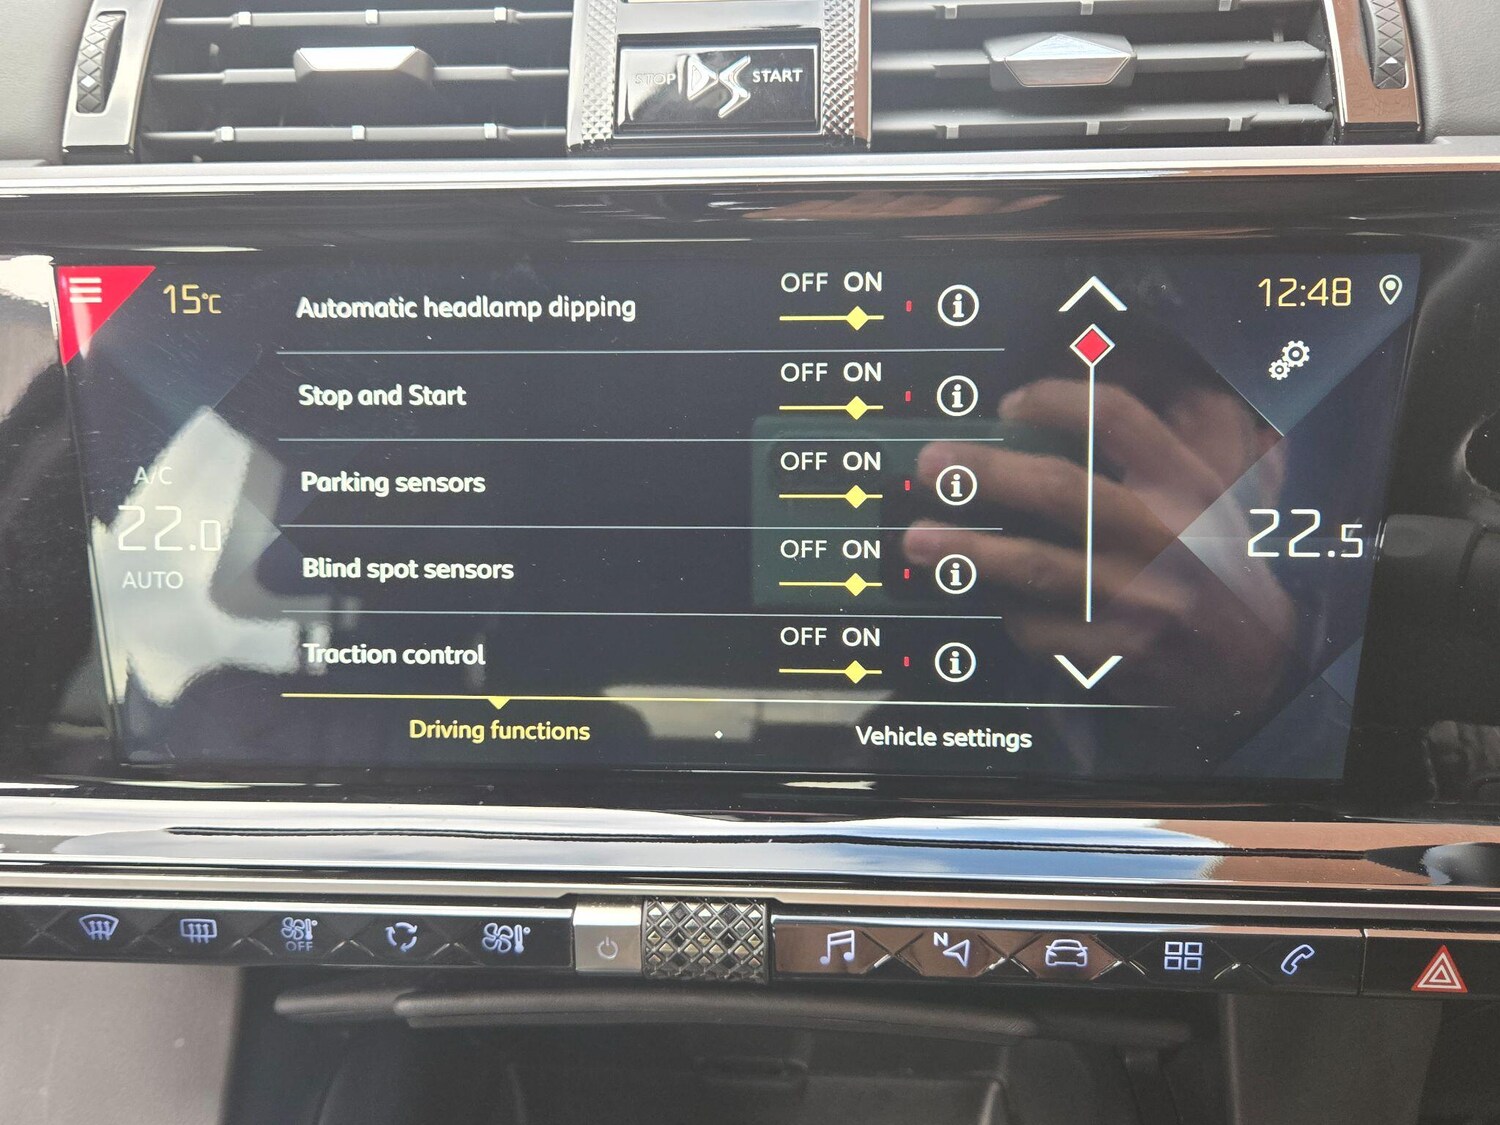 STOP DS START
15°C
Automatic headlamp dipping
OFF ON
12:48
Stop and Start
OFF ON
Parking sensors
OFF ON
A/C
22.0
AUTO
22.5
Blind spot sensors
OFF ON
Traction control
OFF ON
Driving functions
Vehicle settings
OFF
N